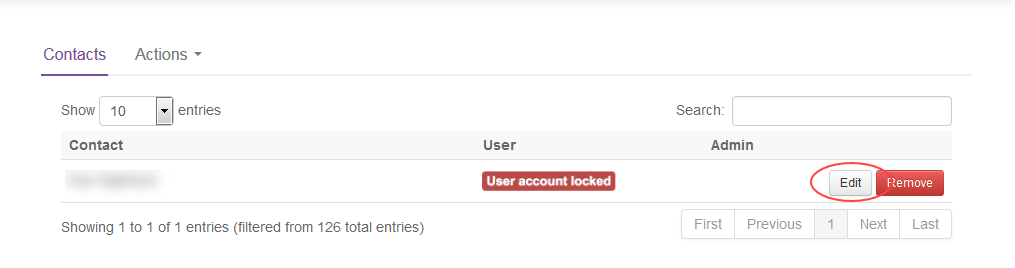 Contacts Actions
Show 10 entries Search:
Contact User Admin
User account locked Edit Remove
Showing 1 to 1 of 1 entries (filtered from 126 total entries) First Previous 1 Next Last